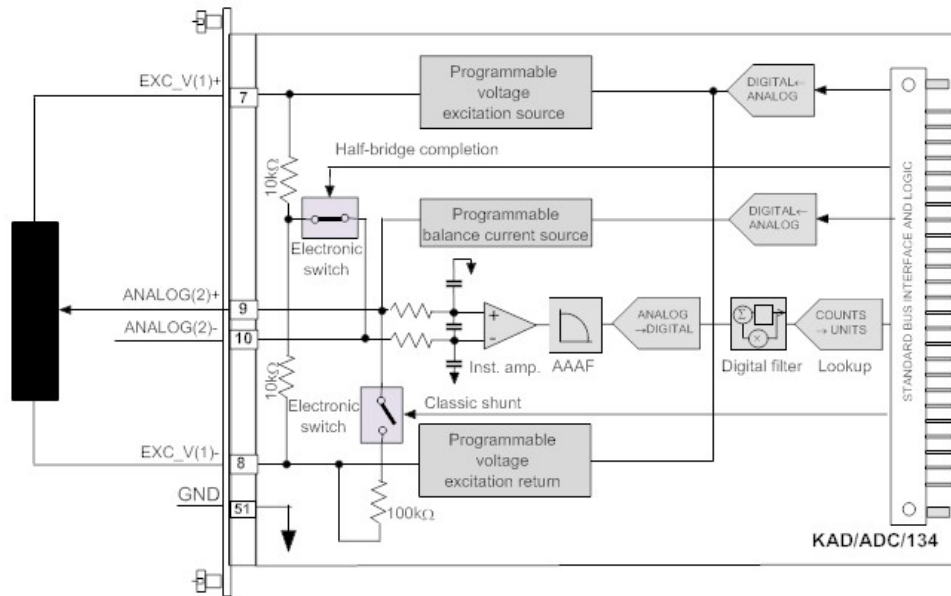 EXC_V(1)+
7
Programmable
voltage
excitation source
DIGITAL←
ANALOG
Half-bridge completion
10kΩ
Electronic
switch
Programmable
balance current source
DIGITAL←
ANALOG
ANALOG(2)+
9
ANALOG(2)-
10
+
-
Inst. amp.
AAAF
ANALOG
→DIGITAL
Σ
×
Digital filter
COUNTS
→ UNITS
Lookup
STANDARD BUS INTERFACE AND LOGIC
10kΩ
Electronic
switch
Classic shunt
EXC_V(1)-
8
Programmable
voltage
excitation return
GND
51
100kΩ
KAD/ADC/134